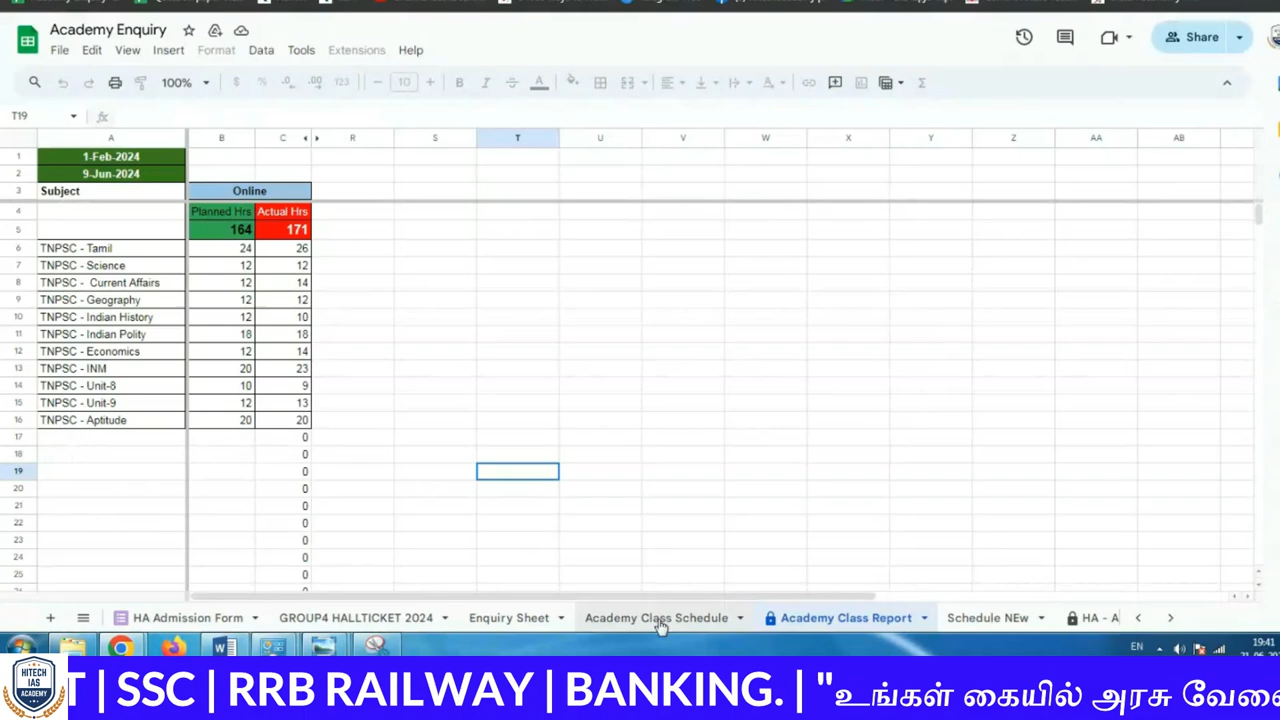 Academy Enquiry
File Edit View Insert Format Data Tools Extensions Help
Share
100% $ % .0 .00 123 10 B I A Σ
T19 fx
A B C R S T U V W X Y Z AA AB
1 1-Feb-2024
2 9-Jun-2024
3 Subject Online
4 Planned Hrs Actual Hrs
5 164 171
6 TNPSC - Tamil 24 26
7 TNPSC - Science 12 12
8 TNPSC - Current Affairs 12 14
9 TNPSC - Geography 12 12
10 TNPSC - Indian History 12 10
11 TNPSC - Indian Polity 18 18
12 TNPSC - Economics 12 14
13 TNPSC - INM 20 23
14 TNPSC - Unit-8 10 9
15 TNPSC - Unit-9 12 13
16 TNPSC - Aptitude 20 20
17 0
18 0
19 0
20 0
21 0
22 0
23 0
24 0
25 0
HA Admission Form GROUP4 HALLTICKET 2024 Enquiry Sheet Academy Class Schedule Academy Class Report Schedule NEw HA - A
EN 19:41
HITECH IAS ACADEMY
T | SSC | RRB RAILWAY | BANKING. | "உங்கள் கையில் அரசு வேலை